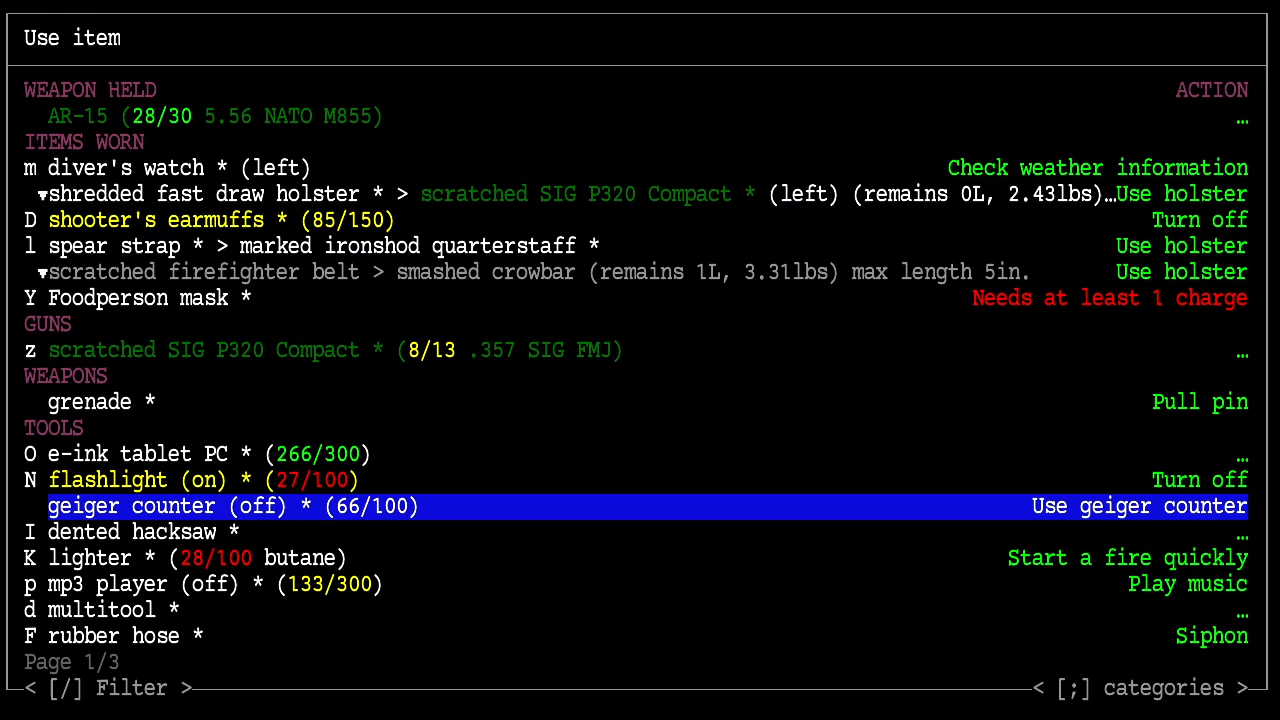 Use item
WEAPON HELD ACTION
AR-15 (28/30 5.56 NATO M855) …
ITEMS WORN
m diver's watch * (left) Check weather information
▾shredded fast draw holster * > scratched SIG P320 Compact * (left) (remains 0L, 2.43lbs)…Use holster
D shooter's earmuffs * (85/150) Turn off
l spear strap * > marked ironshod quarterstaff * Use holster
▾scratched firefighter belt > smashed crowbar (remains 1L, 3.31lbs) max length 5in. Use holster
Y Foodperson mask * Needs at least 1 charge
GUNS
z scratched SIG P320 Compact * (8/13 .357 SIG FMJ) …
WEAPONS
grenade * Pull pin
TOOLS
O e-ink tablet PC * (266/300) …
N flashlight (on) * (27/100) Turn off
geiger counter (off) * (66/100) Use geiger counter
I dented hacksaw * …
K lighter * (28/100 butane) Start a fire quickly
p mp3 player (off) * (133/300) Play music
d multitool * …
F rubber hose * Siphon
Page 1/3
< [/] Filter > < [;] categories >